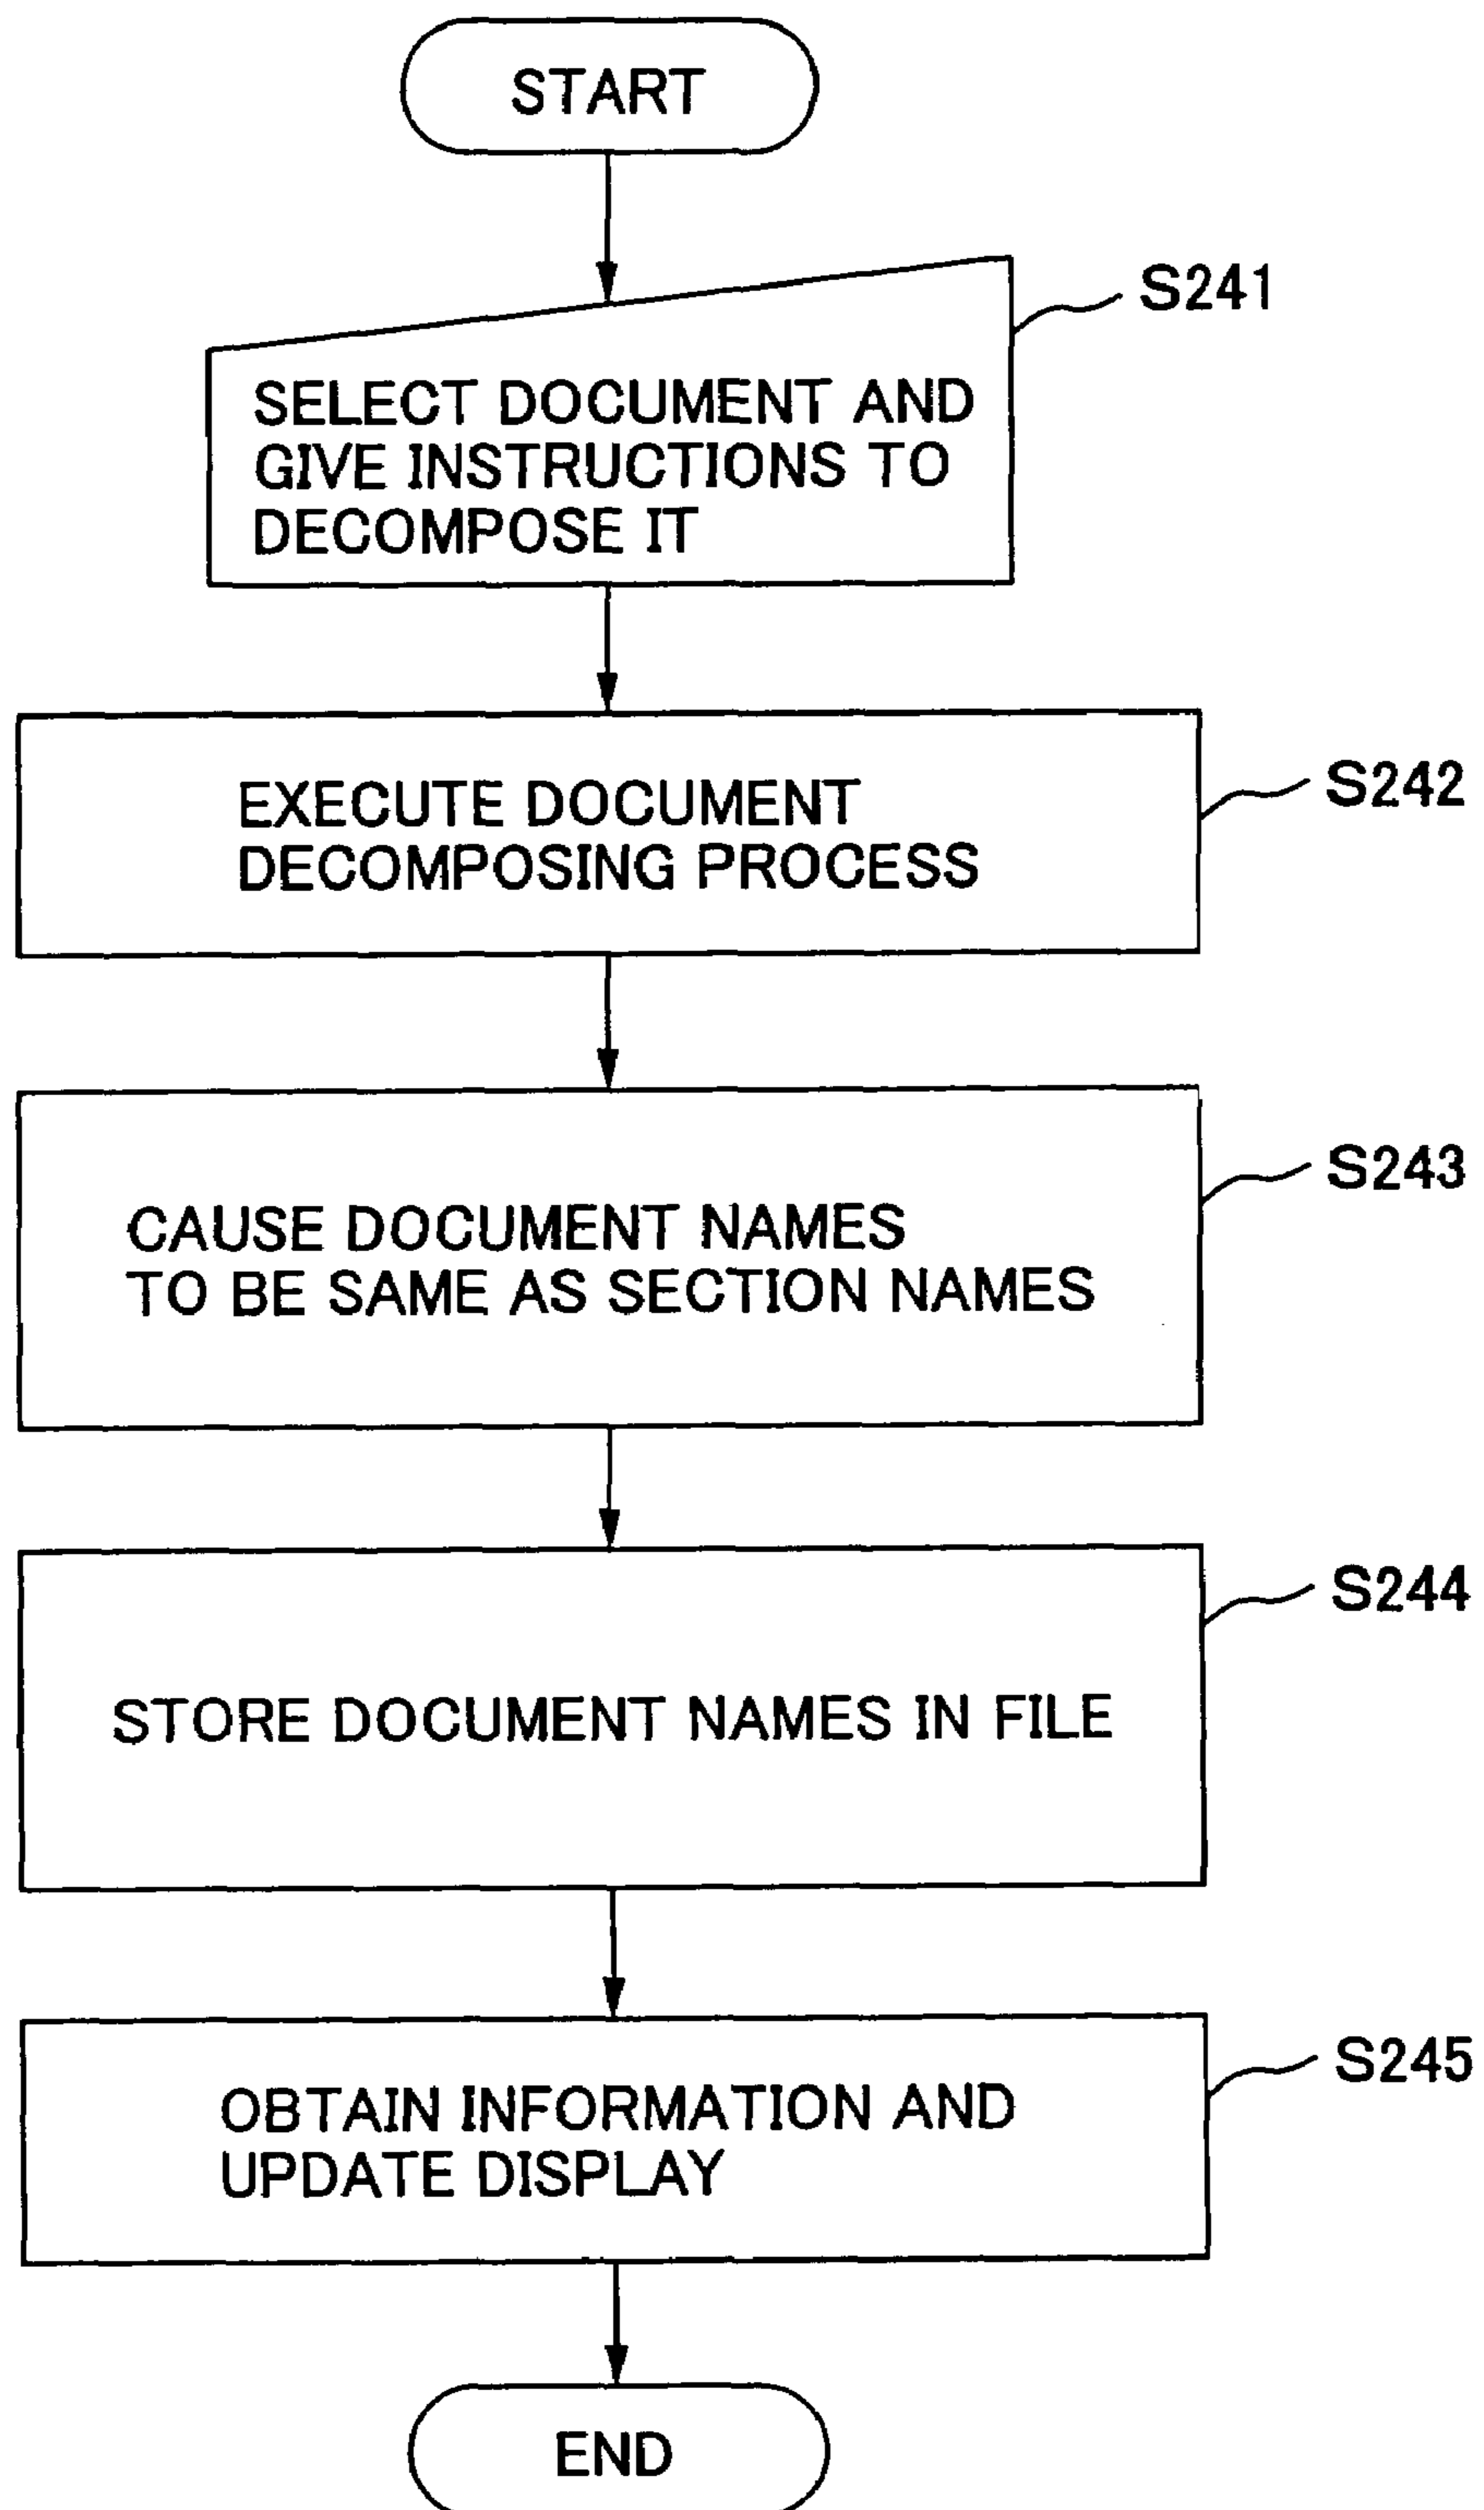 START
S241
SELECT DOCUMENT AND
GIVE INSTRUCTIONS TO
DECOMPOSE IT
S242
EXECUTE DOCUMENT
DECOMPOSING PROCESS
S243
CAUSE DOCUMENT NAMES
TO BE SAME AS SECTION NAMES
S244
STORE DOCUMENT NAMES IN FILE
S245
OBTAIN INFORMATION AND
UPDATE DISPLAY
END